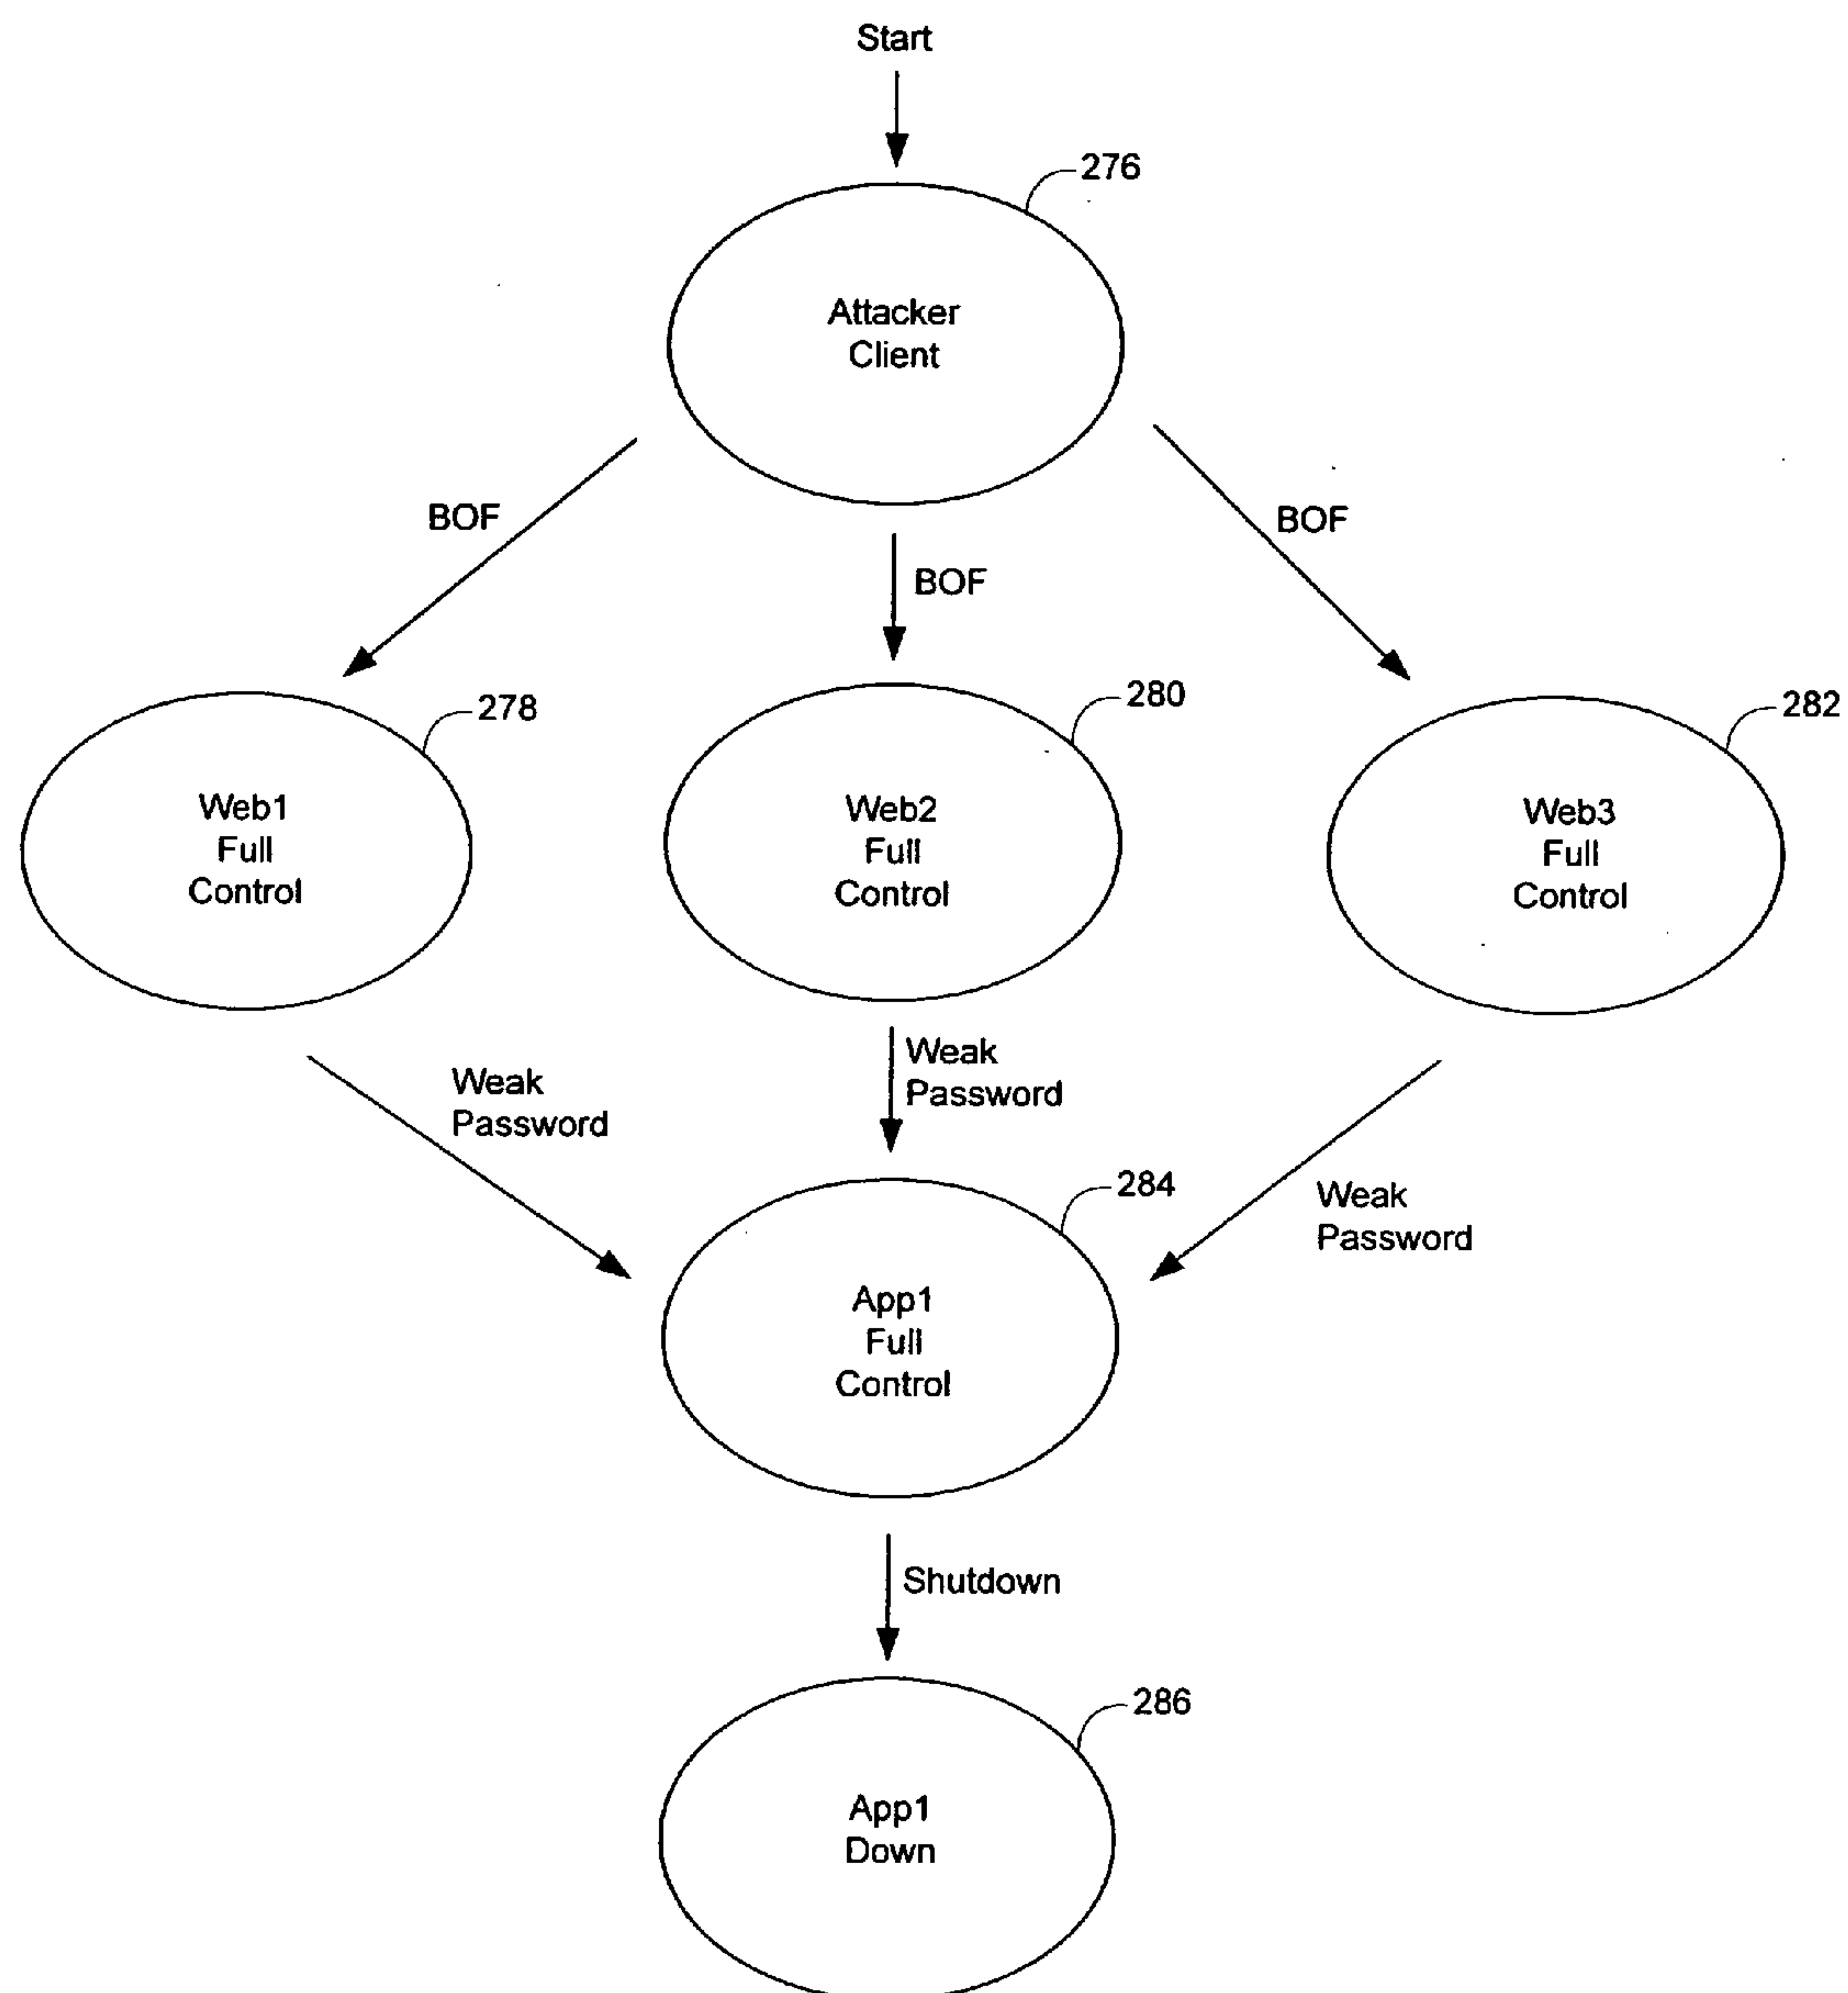 Start
276
Attacker
Client
BOF
BOF
BOF
278
280
282
Web1
Full
Control
Web2
Full
Control
Web3
Full
Control
Weak
Password
Weak
Password
Weak
Password
284
App1
Full
Control
Shutdown
286
App1
Down